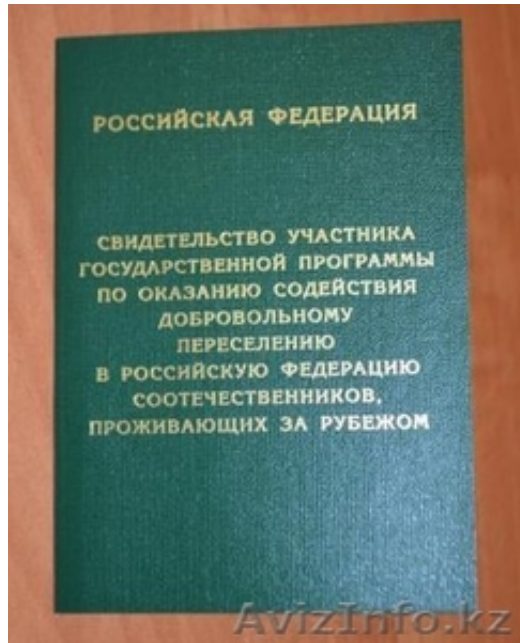 РОССИЙСКАЯ ФЕДЕРАЦИЯ
СВИДЕТЕЛЬСТВО УЧАСТНИКА
ГОСУДАРСТВЕННОЙ ПРОГРАММЫ
ПО ОКАЗАНИЮ СОДЕЙСТВИЯ
ДОБРОВОЛЬНОМУ
ПЕРЕСЕЛЕНИЮ
В РОССИЙСКУЮ ФЕДЕРАЦИЮ
СООТЕЧЕСТВЕННИКОВ,
ПРОЖИВАЮЩИХ ЗА РУБЕЖОМ
AvizInfo.kz